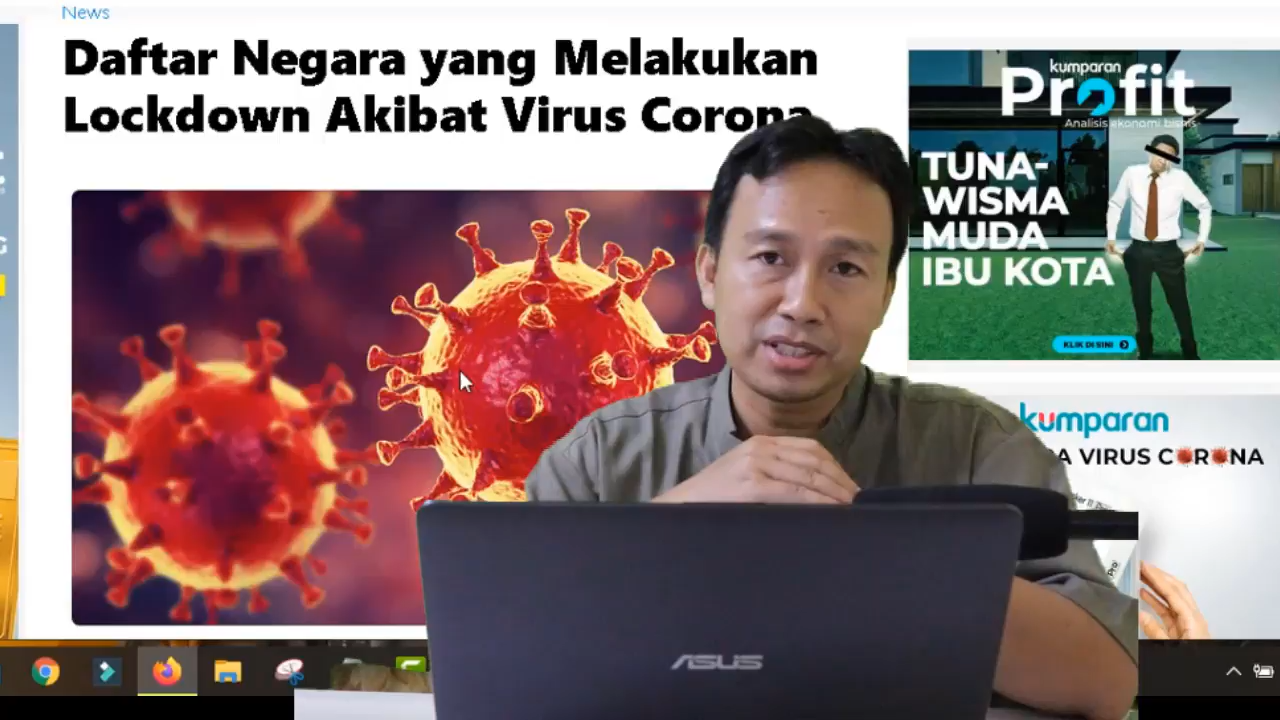 News
Daftar Negara yang Melakukan
Lockdown Akibat Virus Corona
kumparan
Profit
Analisis ekonomi bisnis
TUNA-
WISMA
MUDA
IBU KOTA
KLIK DI SINI
kumparan
A VIRUS CORONA
Pro
ASUS